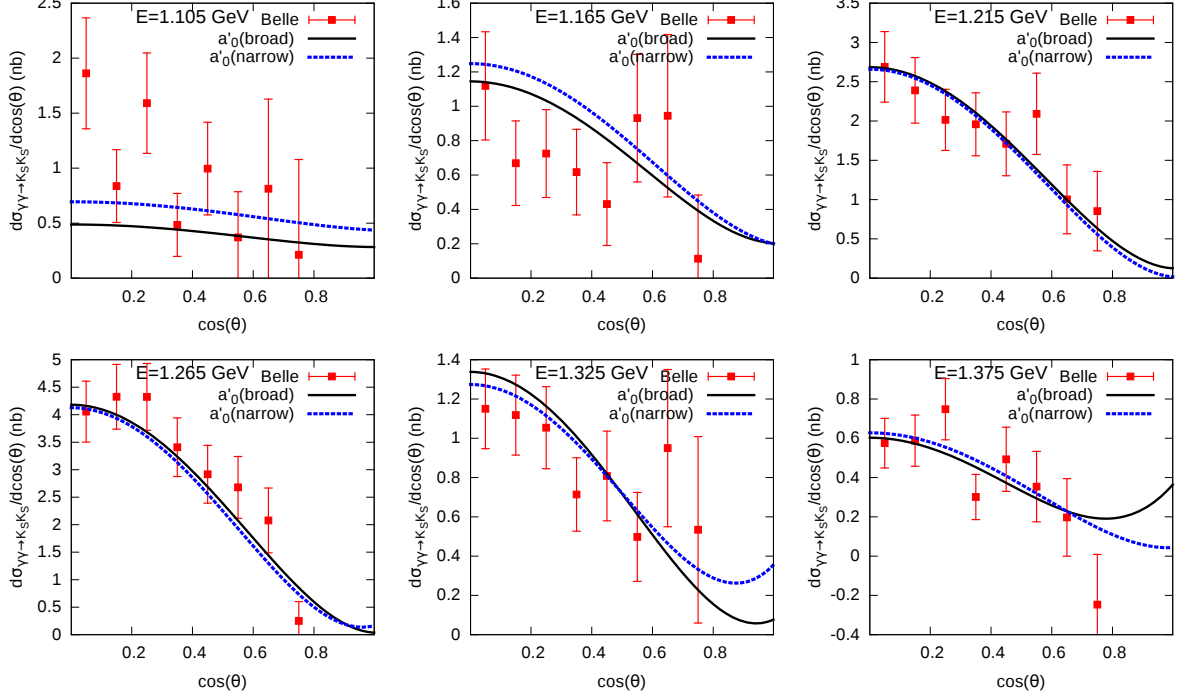 E=1.105 GeV
Belle
a'0(broad)
a'0(narrow)
dσγγ→KSKS/dcos(θ) (nb)
2.5
2
1.5
1
0.5
0
0.2 0.4 0.6 0.8
cos(θ)
E=1.165 GeV
Belle
a'0(broad)
a'0(narrow)
dσγγ→KSKS/dcos(θ) (nb)
1.6
1.4
1.2
1
0.8
0.6
0.4
0.2
0
0.2 0.4 0.6 0.8
cos(θ)
E=1.215 GeV
Belle
a'0(broad)
a'0(narrow)
dσγγ→KSKS/dcos(θ) (nb)
3.5
3
2.5
2
1.5
1
0.5
0
0.2 0.4 0.6 0.8
cos(θ)
E=1.265 GeV
Belle
a'0(broad)
a'0(narrow)
dσγγ→KSKS/dcos(θ) (nb)
5
4.5
4
3.5
3
2.5
2
1.5
1
0.5
0
0.2 0.4 0.6 0.8
cos(θ)
E=1.325 GeV
Belle
a'0(broad)
a'0(narrow)
dσγγ→KSKS/dcos(θ) (nb)
1.4
1.2
1
0.8
0.6
0.4
0.2
0
0.2 0.4 0.6 0.8
cos(θ)
E=1.375 GeV
Belle
a'0(broad)
a'0(narrow)
dσγγ→KSKS/dcos(θ) (nb)
1
0.8
0.6
0.4
0.2
0
-0.2
-0.4
0.2 0.4 0.6 0.8
cos(θ)